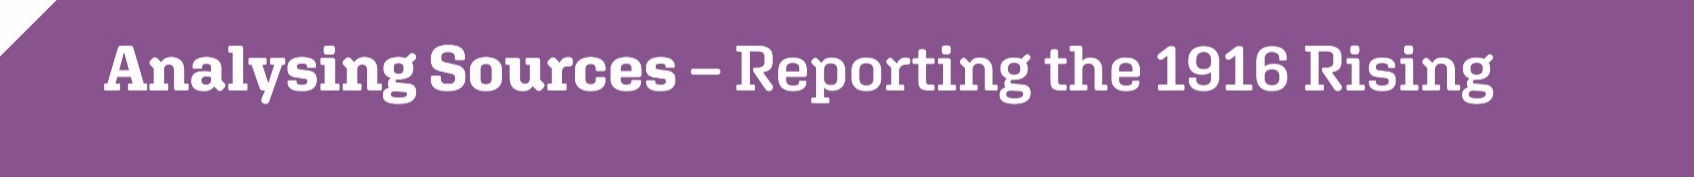 Analysing Sources – Reporting the 1916 Rising